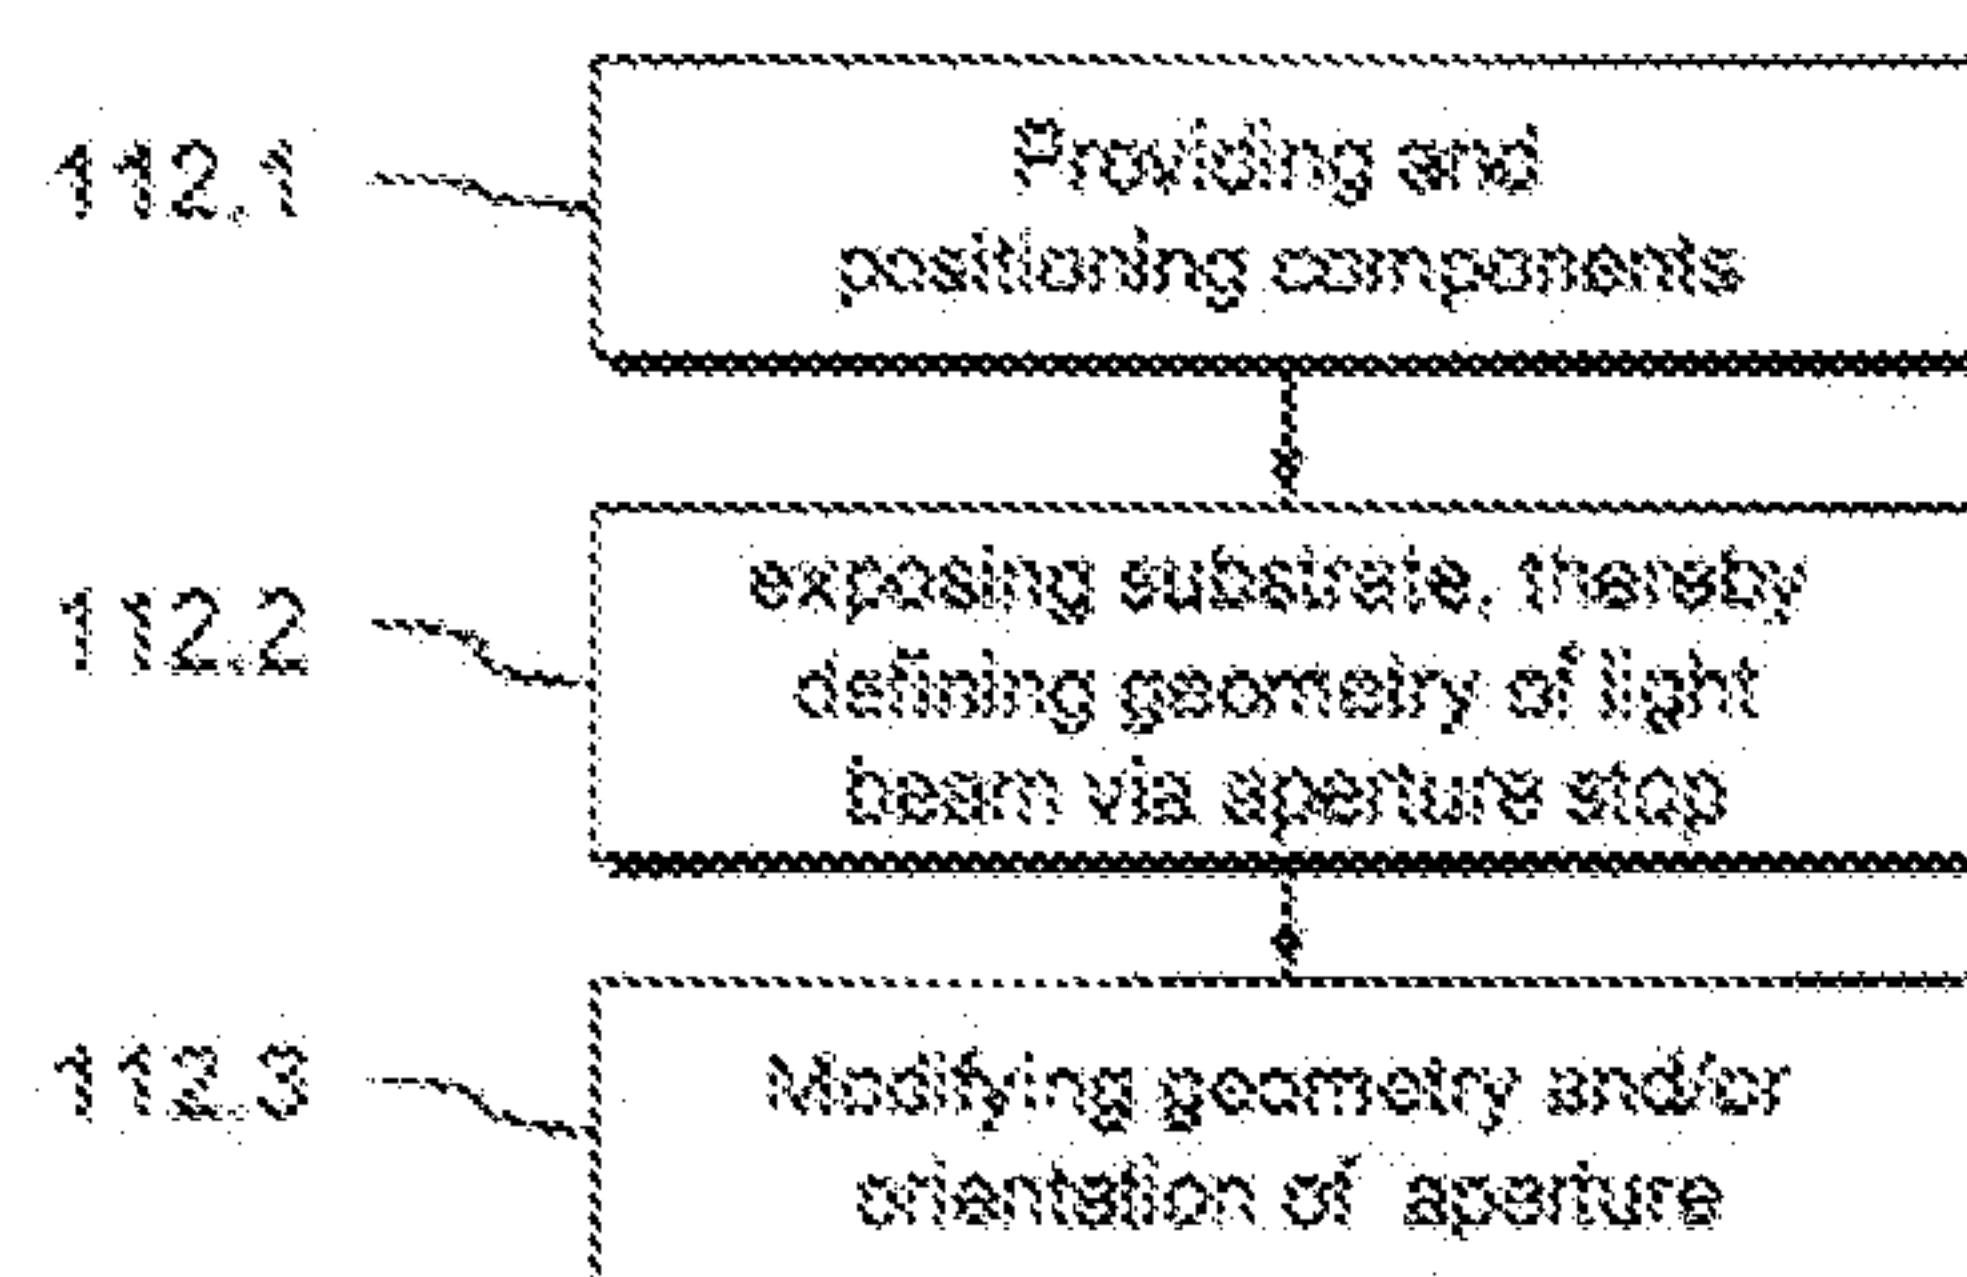 112.1
Providing and
positioning components
112.2
exposing substrate, thereby
defining geometry of light
beam via aperture stop
112.3
Modifying geometry and/or
orientation of aperture